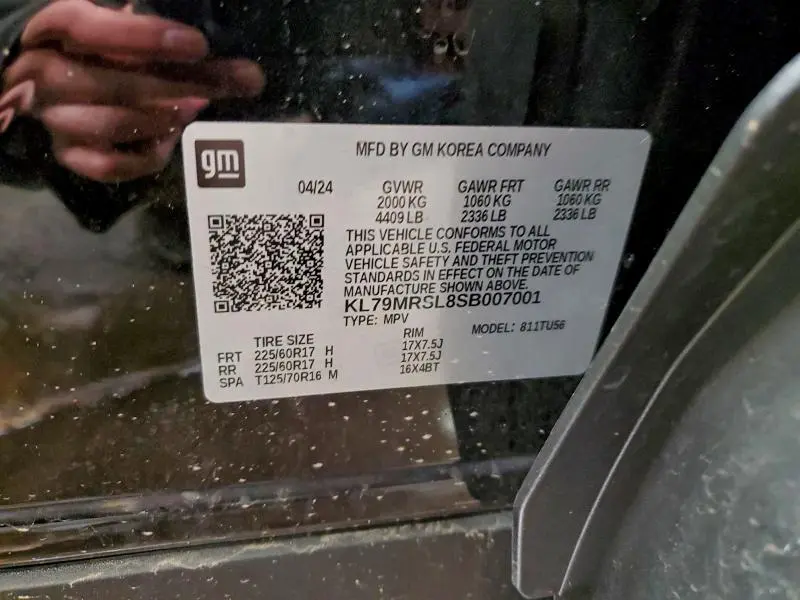 gm
MFD BY GM KOREA COMPANY
04/24 GVWR GAWR FRT GAWR RR
2000 KG 1060 KG 1060 KG
4409 LB 2336 LB 2336 LB
THIS VEHICLE CONFORMS TO ALL
APPLICABLE U.S. FEDERAL MOTOR
VEHICLE SAFETY AND THEFT PREVENTION
STANDARDS IN EFFECT ON THE DATE OF
MANUFACTURE SHOWN ABOVE.
KL79MRSL8SB007001
TYPE: MPV MODEL: 811TU56
TIRE SIZE RIM
FRT 225/60R17 H 17X7.5J
RR 225/60R17 H 17X7.5J
SPA T125/70R16 M 16X4BT